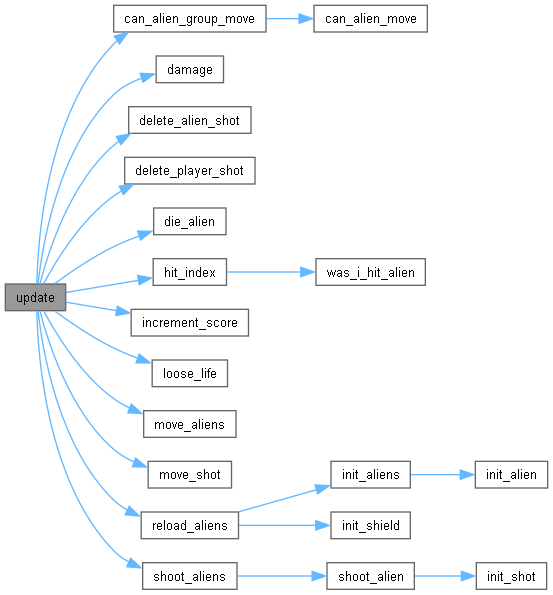 can_alien_group_move
can_alien_move
damage
delete_alien_shot
delete_player_shot
die_alien
hit_index
was_i_hit_alien
update
increment_score
loose_life
move_aliens
move_shot
init_aliens
init_alien
reload_aliens
init_shield
shoot_aliens
shoot_alien
init_shot